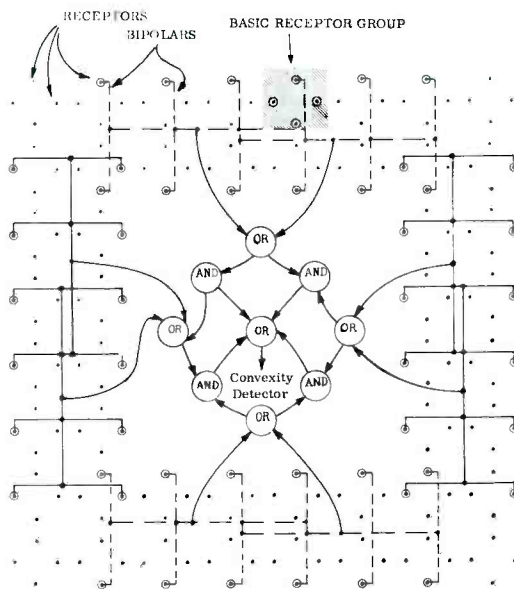 RECEPTORS
BIPOLARS
BASIC RECEPTOR GROUP
OR
AND
AND
OR
OR
OR
AND
AND
Convexity
Detector
OR